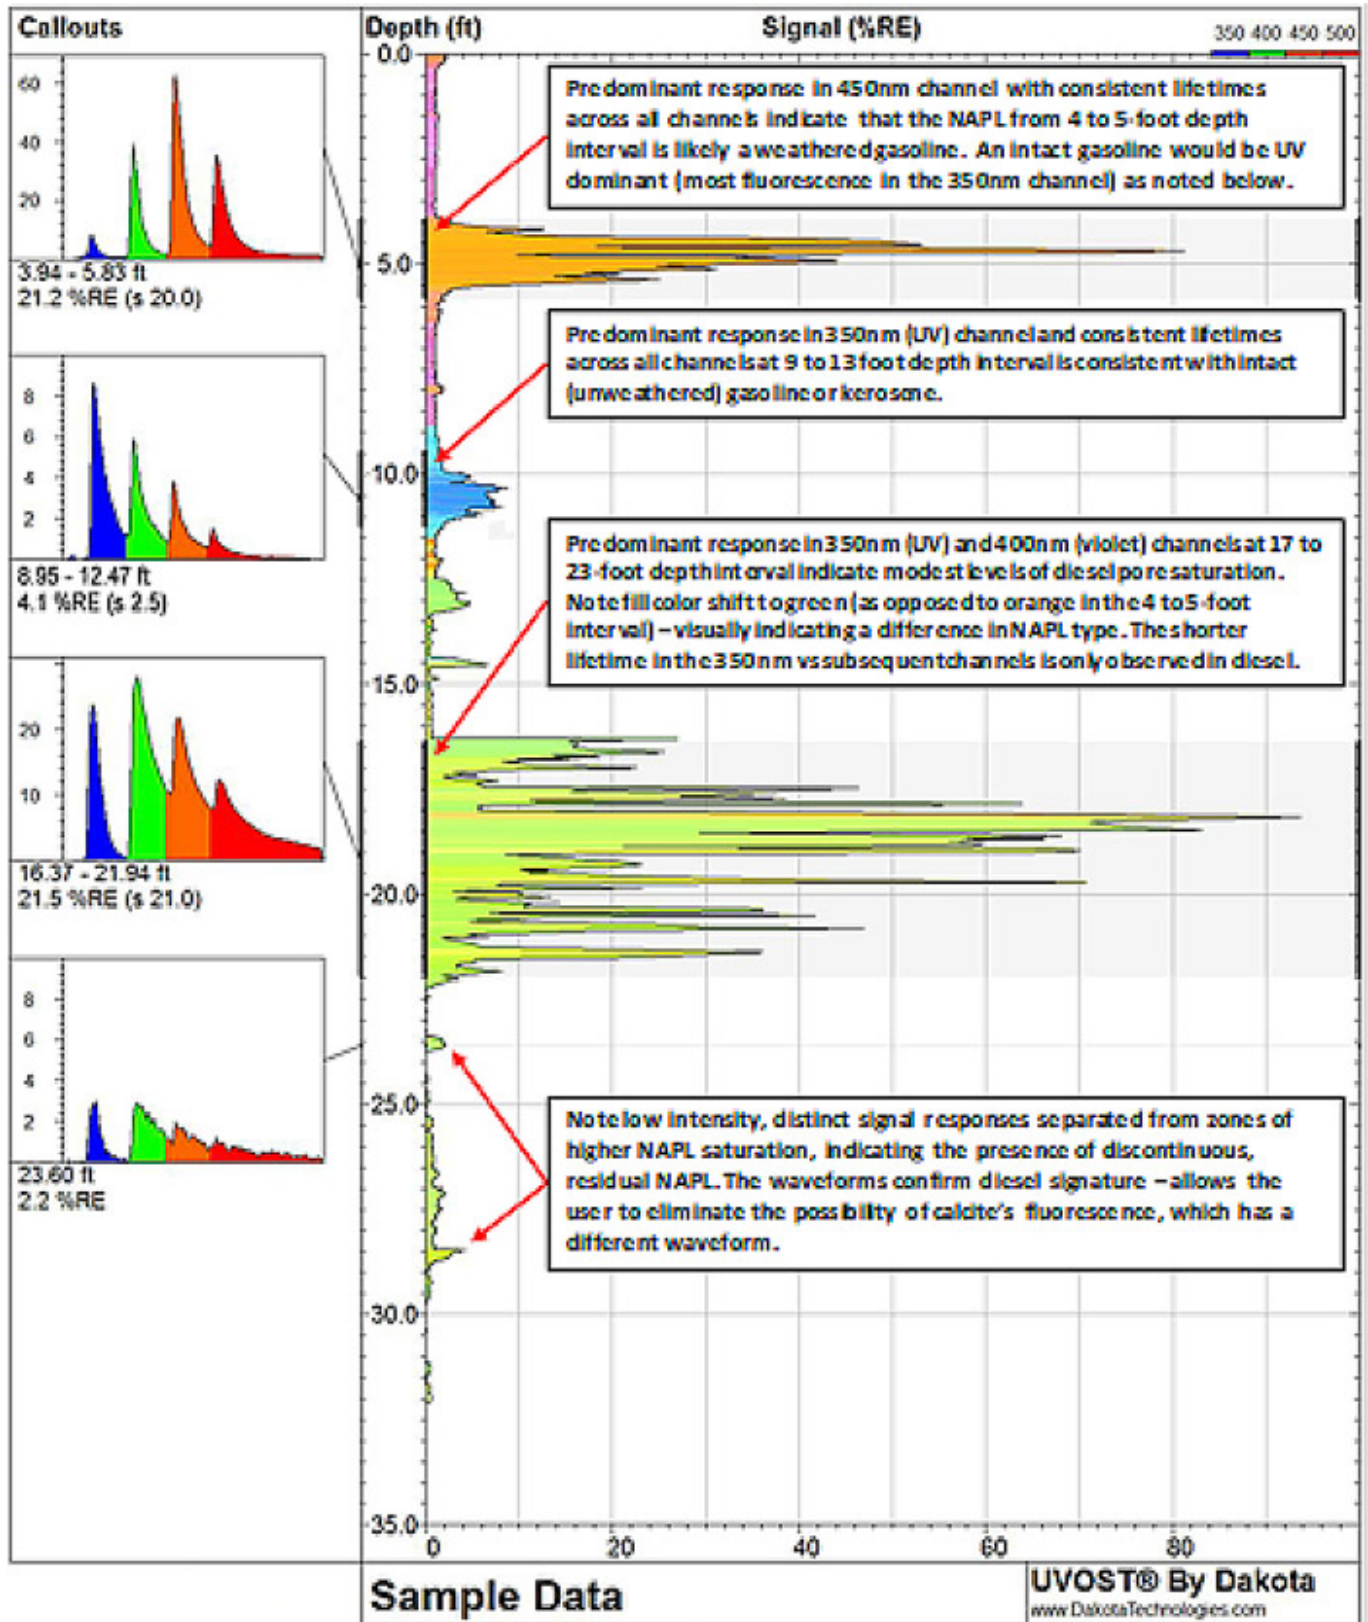 Callouts
Depth (ft)
Signal (%RE)
350 400 450 500
60
40
20
3.94 - 5.83 ft
21.2 %RE (s 20.0)
8
6
4
2
8.95 - 12.47 ft
4.1 %RE (s 2.5)
20
10
16.37 - 21.94 ft
21.5 %RE (s 21.0)
8
6
4
2
23.60 ft
2.2 %RE
0.0
5.0
10.0
15.0
20.0
25.0
30.0
35.0
Predominant response in 450nm channel with consistent lifetimes
across all channels indicate that the NAPL from 4 to 5-foot depth
interval is likely a weathered gasoline. An intact gasoline would be UV
dominant (most fluorescence in the 350nm channel) as noted below.
Predominant response in 350nm (UV) channel and consistent lifetimes
across all channels at 9 to 13 foot depth interval is consistent with intact
(unweathered) gasoline or kerosene.
Predominant response in 350nm (UV) and 400nm (violet) channels at 17 to
23-foot depth interval indicate modest levels of diesel pore saturation.
Note fill color shift to green (as opposed to orange in the 4 to 5-foot
interval) – visually indicating a difference in NAPL type. The shorter
lifetime in the 350nm vs subsequent channels is only observed in diesel.
Note low intensity, distinct signal responses separated from zones of
higher NAPL saturation, indicating the presence of discontinuous,
residual NAPL. The waveforms confirm diesel signature – allows the
user to eliminate the possibility of calcite's fluorescence, which has a
different waveform.
0 20 40 60 80
Sample Data
UVOST® By Dakota
www.DakotaTechnologies.com